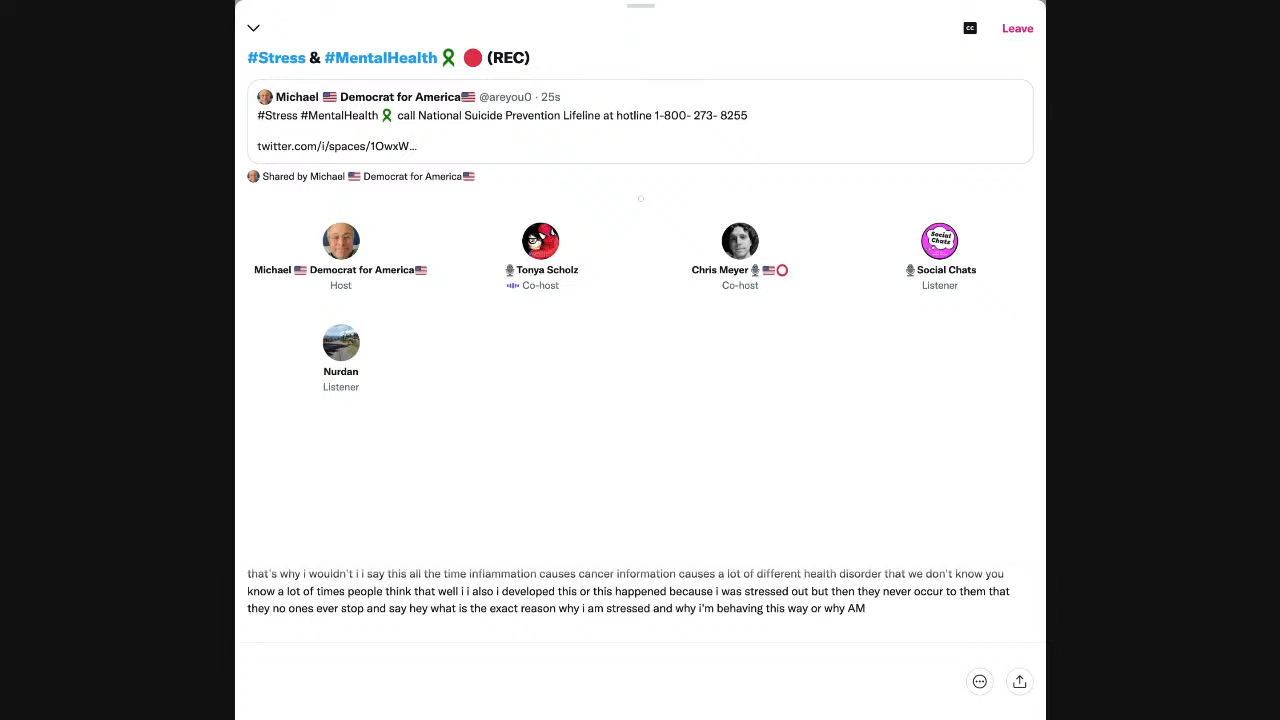 CC
Leave
#Stress & #MentalHealth🎗 🔴 (REC)
Michael 🇺🇸 Democrat for America🇺🇸 @areyou0 · 25s
#Stress #MentalHealth🎗 call National Suicide Prevention Lifeline at hotline 1-800- 273- 8255
twitter.com/i/spaces/1OwxW...
Shared by Michael 🇺🇸 Democrat for America🇺🇸
Social Chats
Michael 🇺🇸 Democrat for America🇺🇸
🎙Tonya Scholz
Chris Meyer🎙🇺🇸⭕
🎙Social Chats
Host
Co-host
Co-host
Listener
Nurdan
Listener
that's why i wouldn't i i say this all the time inflammation causes cancer information causes a lot of different health disorder that we don't know you
know a lot of times people think that well i i also i developed this or this happened because i was stressed out but then they never occur to them that
they no ones ever stop and say hey what is the exact reason why i am stressed and why i'm behaving this way or why AM